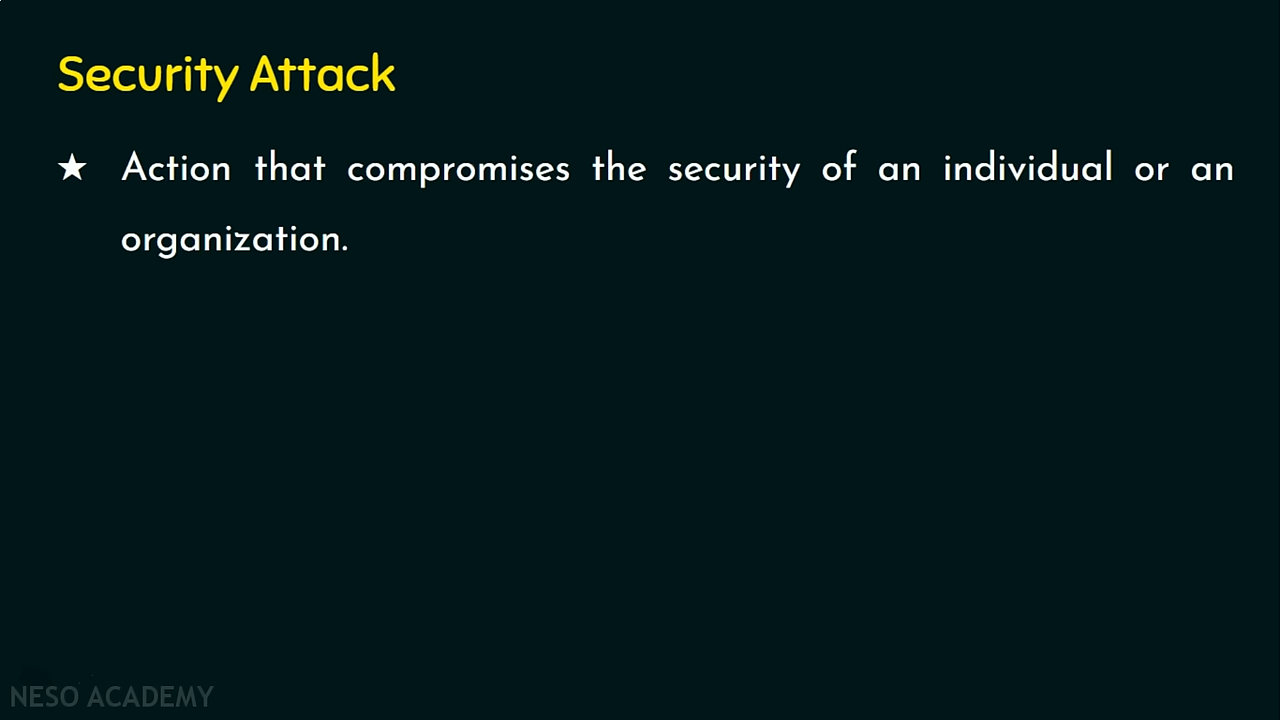 Security Attack
★ Action that compromises the security of an individual or an
organization.
NESO ACADEMY